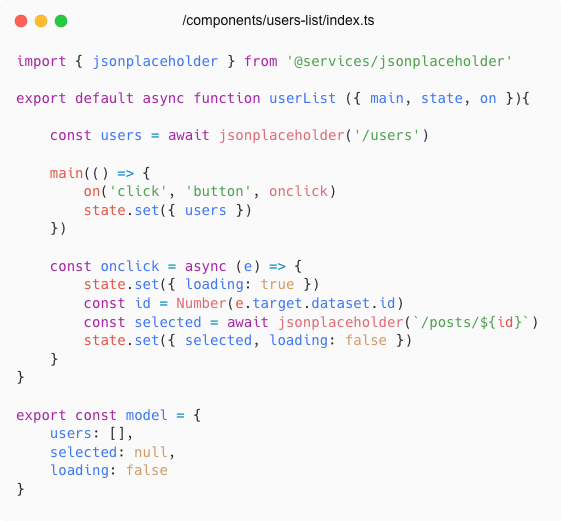 /components/users-list/index.ts
import { jsonplaceholder } from '@services/jsonplaceholder'
export default async function userList ({ main, state, on }){
const users = await jsonplaceholder('/users')
main(() => {
on('click', 'button', onclick)
state.set({ users })
})
const onclick = async (e) => {
state.set({ loading: true })
const id = Number(e.target.dataset.id)
const selected = await jsonplaceholder(`/posts/${id}`)
state.set({ selected, loading: false })
}
}
export const model = {
users: [],
selected: null,
loading: false
}